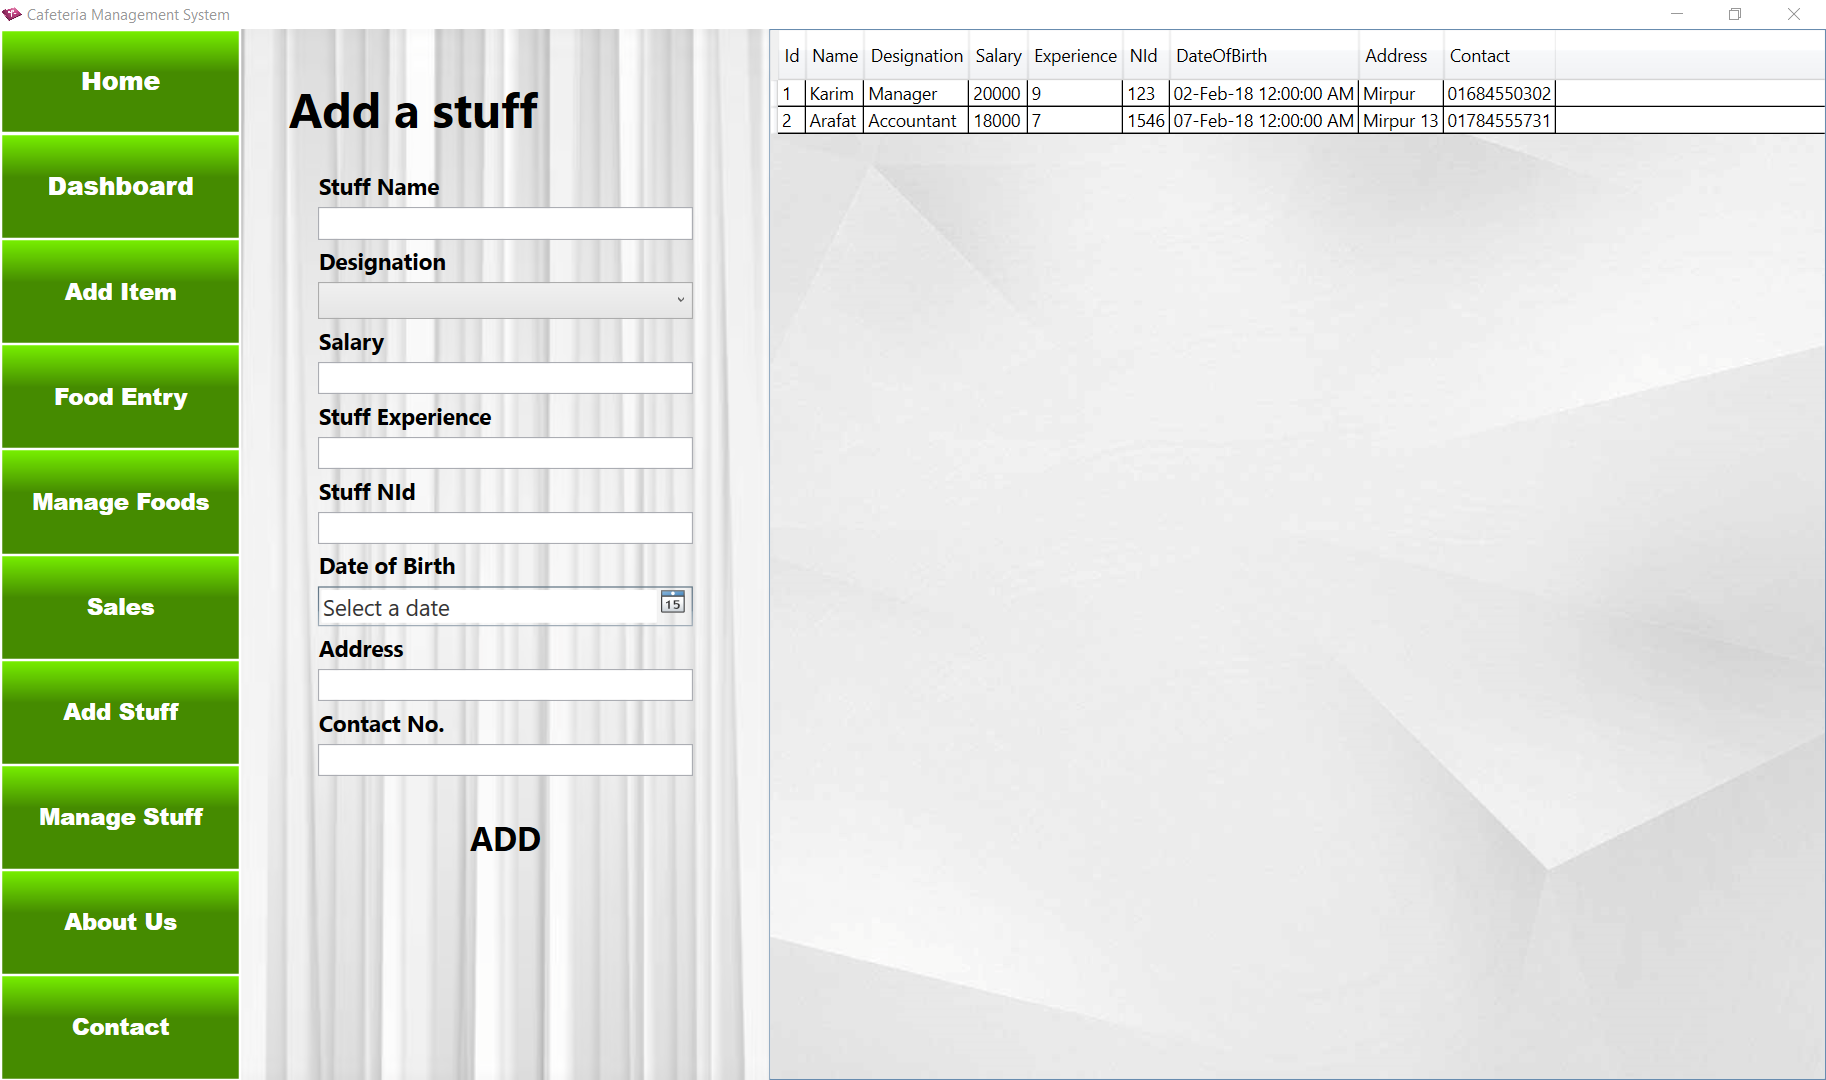 Cafeteria Management System
Home
Dashboard
Add Item
Food Entry
Manage Foods
Sales
Add Stuff
Manage Stuff
About Us
Contact
Add a stuff
Stuff Name
Designation
Salary
Stuff Experience
Stuff NId
Date of Birth
Select a date
15
Address
Contact No.
ADD
Id Name Designation Salary Experience NId DateOfBirth Address Contact
1 Karim Manager 20000 9 123 02-Feb-18 12:00:00 AM Mirpur 01684550302
2 Arafat Accountant 18000 7 1546 07-Feb-18 12:00:00 AM Mirpur 13 01784555731